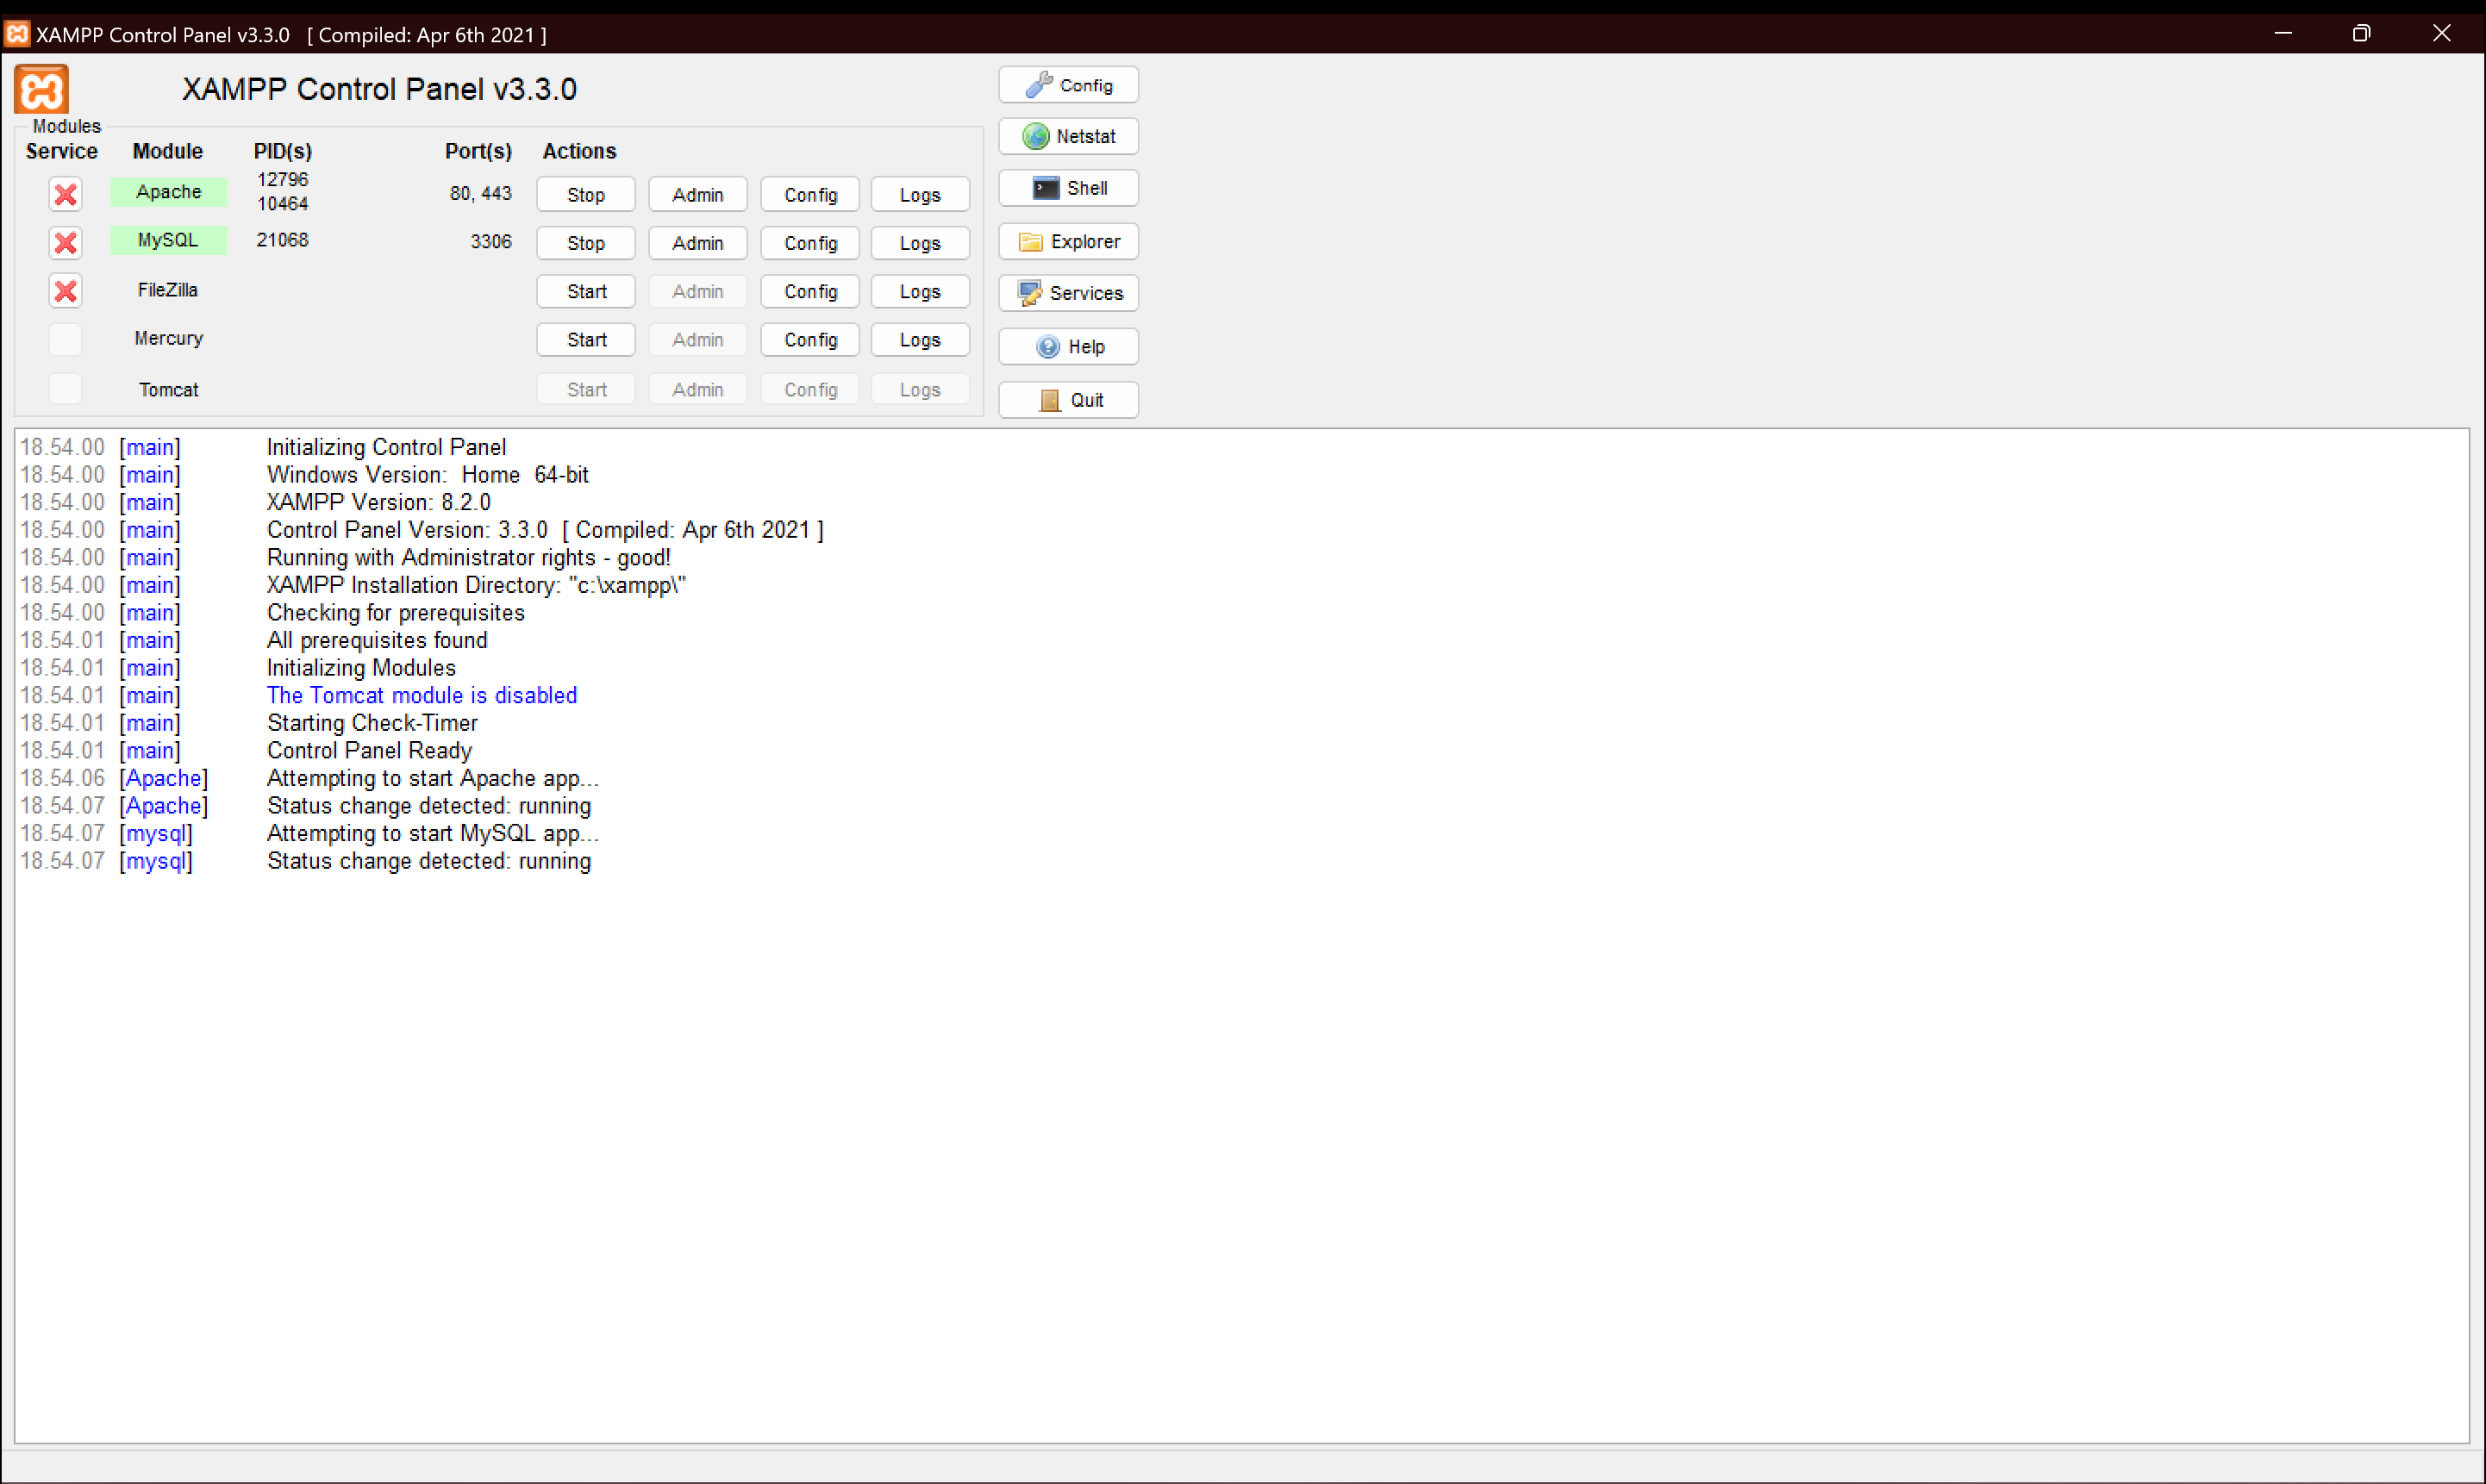 XAMPP Control Panel v3.3.0 [ Compiled: Apr 6th 2021 ]
XAMPP Control Panel v3.3.0
Modules
Service Module PID(s) Port(s) Actions
Apache 12796 10464 80, 443 Stop Admin Config Logs
MySQL 21068 3306 Stop Admin Config Logs
FileZilla Start Admin Config Logs
Mercury Start Admin Config Logs
Tomcat Start Admin Config Logs
Config
Netstat
Shell
Explorer
Services
Help
Quit
18.54.00 [main] Initializing Control Panel
18.54.00 [main] Windows Version: Home 64-bit
18.54.00 [main] XAMPP Version: 8.2.0
18.54.00 [main] Control Panel Version: 3.3.0 [ Compiled: Apr 6th 2021 ]
18.54.00 [main] Running with Administrator rights - good!
18.54.00 [main] XAMPP Installation Directory: "c:\xampp\"
18.54.00 [main] Checking for prerequisites
18.54.01 [main] All prerequisites found
18.54.01 [main] Initializing Modules
18.54.01 [main] The Tomcat module is disabled
18.54.01 [main] Starting Check-Timer
18.54.01 [main] Control Panel Ready
18.54.06 [Apache] Attempting to start Apache app...
18.54.07 [Apache] Status change detected: running
18.54.07 [mysql] Attempting to start MySQL app...
18.54.07 [mysql] Status change detected: running